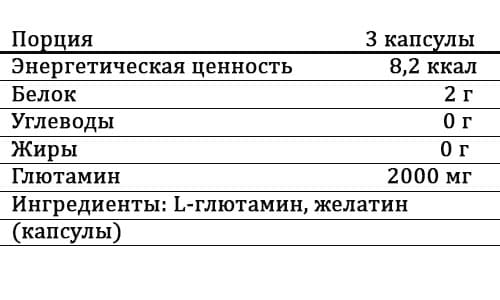 Порция 3 капсулы
Энергетическая ценность 8,2 ккал
Белок 2 г
Углеводы 0 г
Жиры 0 г
Глютамин 2000 мг
Ингредиенты: L-глютамин, желатин
(капсулы)